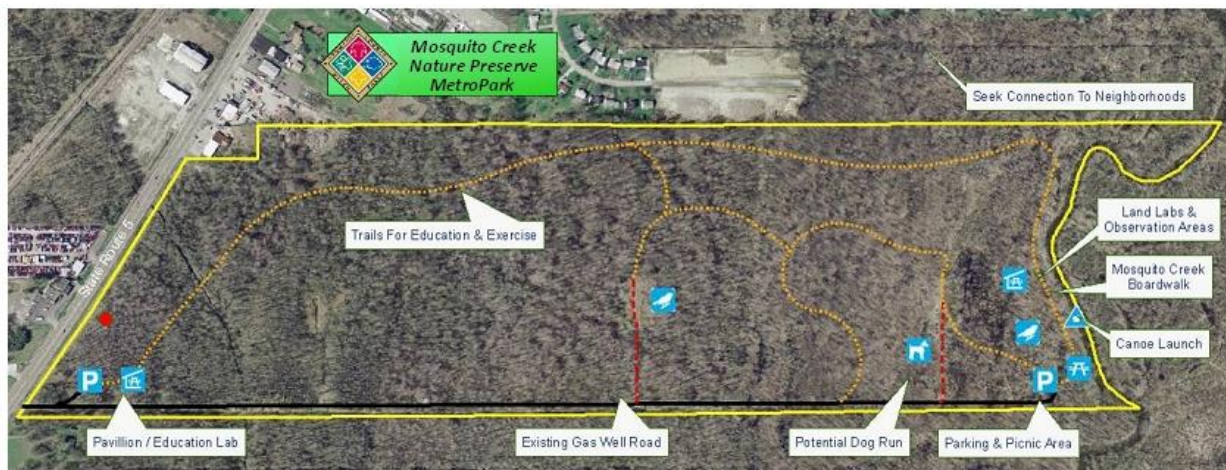 Mosquito Creek
Nature Preserve
MetroPark
Seek Connection To Neighborhoods
Trails For Education & Exercise
Land Labs &
Observation Areas
Mosquito Creek
Boardwalk
State Route 5
Canoe Launch
P
P
Pavillion / Education Lab
Existing Gas Well Road
Potential Dog Run
Parking & Picnic Area